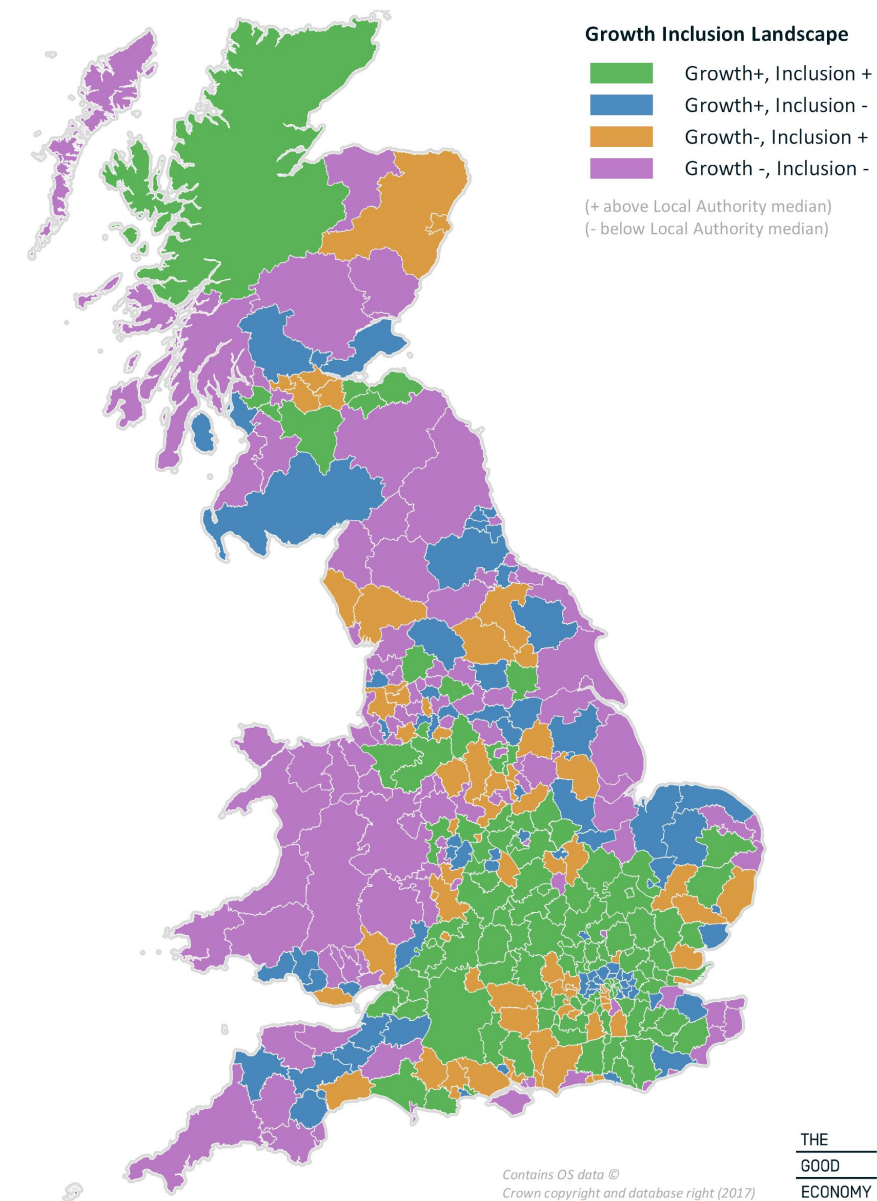 Growth Inclusion Landscape
Growth+, Inclusion +
Growth+, Inclusion -
Growth-, Inclusion +
Growth -, Inclusion -
(+ above Local Authority median)
(- below Local Authority median)
Contains OS data ©
Crown copyright and database right (2017)
THE
GOOD
ECONOMY